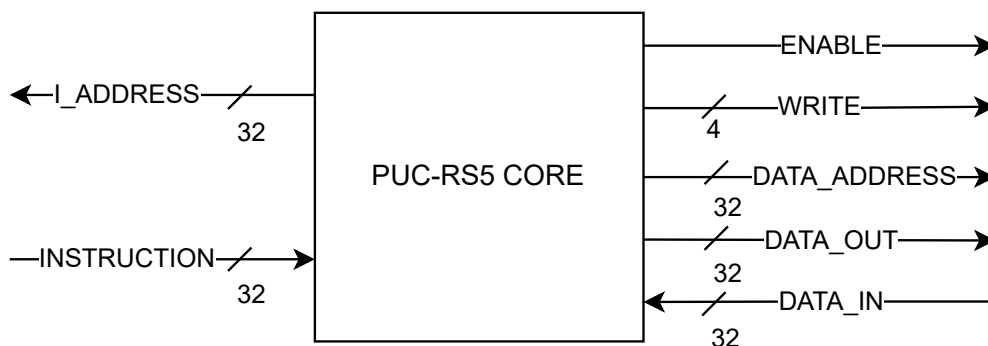 I_ADDRESS
32
INSTRUCTION
32
PUC-RS5 CORE
ENABLE
WRITE
4
DATA_ADDRESS
32
DATA_OUT
32
DATA_IN
32